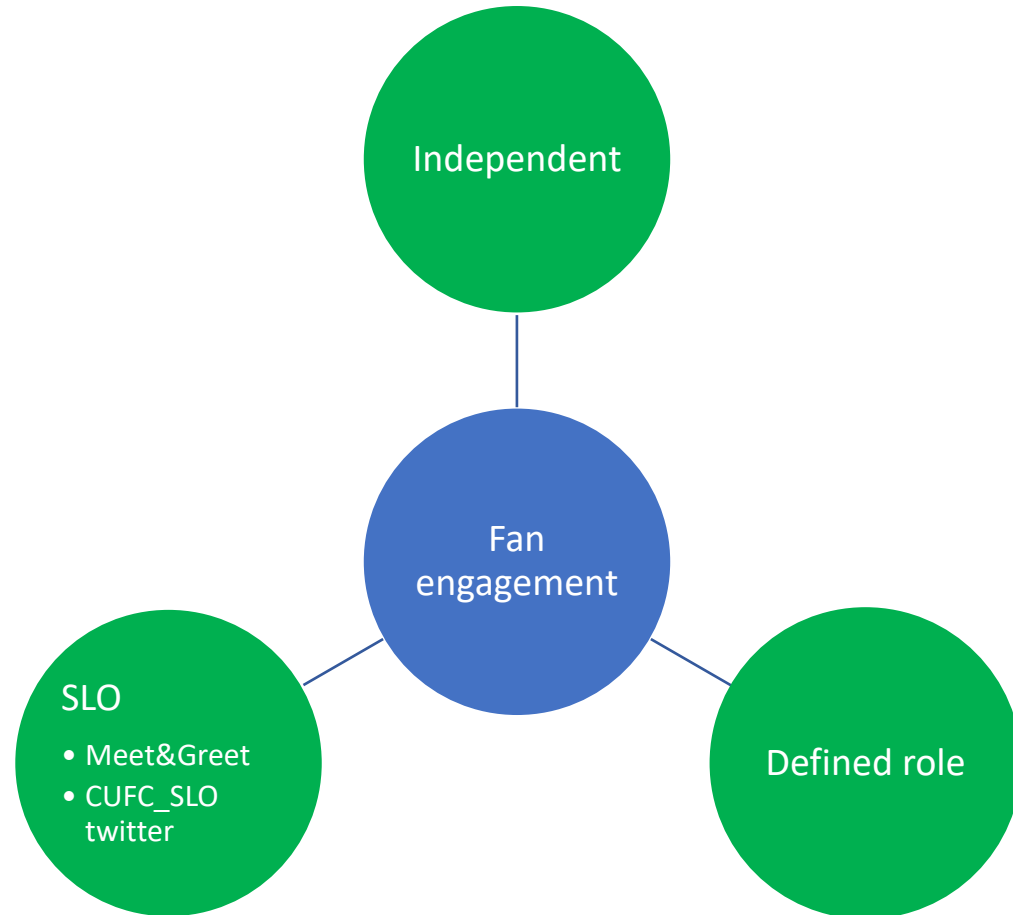 Independent
Fan
engagement
SLO
• Meet&Greet
• CUFC_SLO
twitter
Defined role